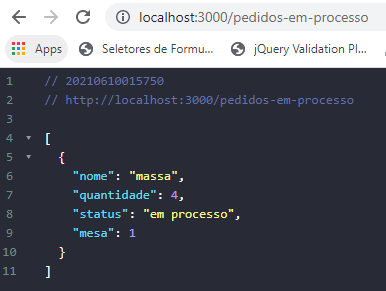 localhost:3000/pedidos-em-processo
Apps Seletores de Formu... jQuery Validation Pl...
1 // 20210610015750
2 // http://localhost:3000/pedidos-em-processo
3
4 [
5 {
6 "nome": "massa",
7 "quantidade": 4,
8 "status": "em processo",
9 "mesa": 1
10 }
11 ]